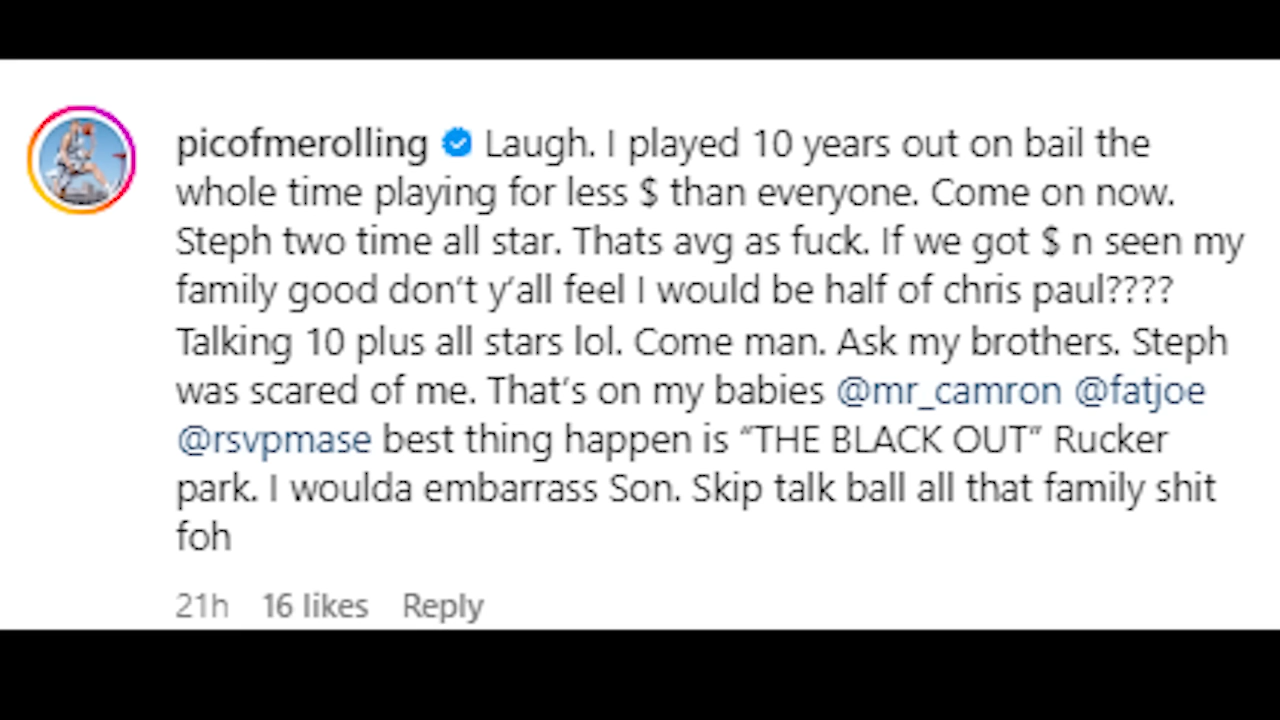 picofmerolling Laugh. I played 10 years out on bail the
whole time playing for less $ than everyone. Come on now.
Steph two time all star. Thats avg as fuck. If we got $ n seen my
family good don’t y’all feel I would be half of chris paul????
Talking 10 plus all stars lol. Come man. Ask my brothers. Steph
was scared of me. That’s on my babies @mr_camron @fatjoe
@rsvpmase best thing happen is “THE BLACK OUT” Rucker
park. I woulda embarrass Son. Skip talk ball all that family shit
foh
21h 16 likes Reply